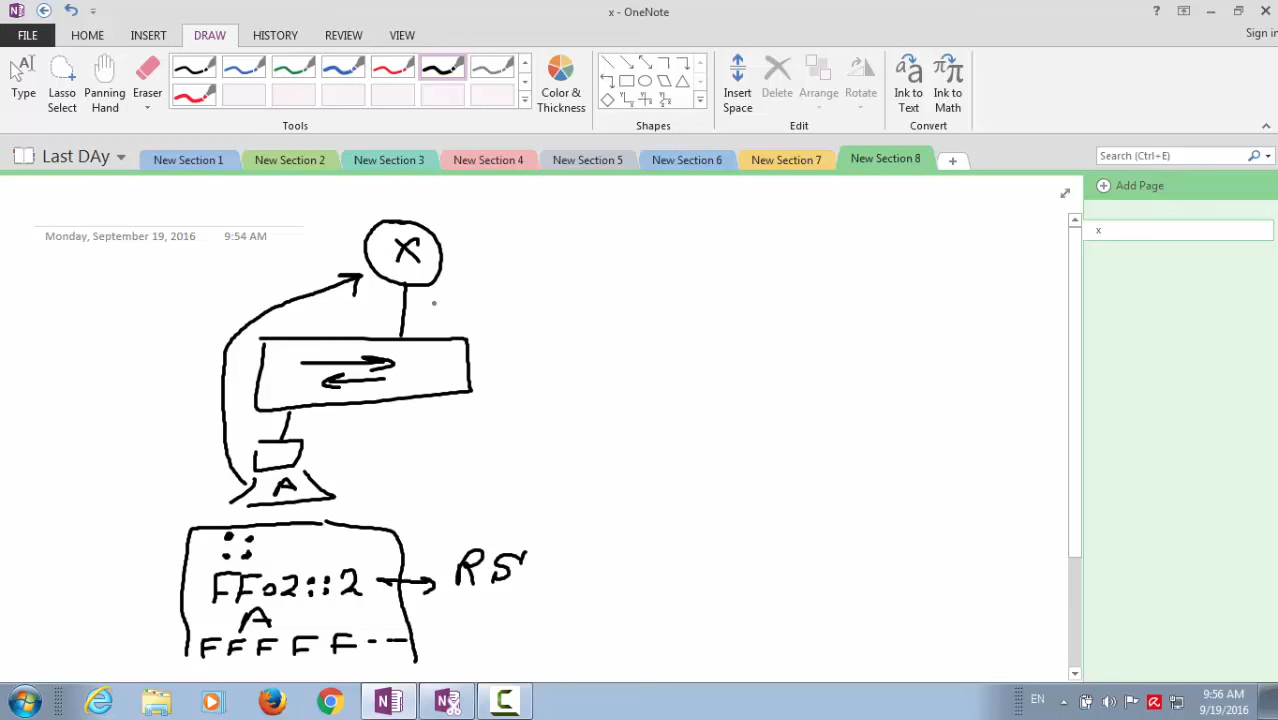 x - OneNote
? 
Sign in
FILE HOME INSERT DRAW HISTORY REVIEW VIEW
Type
Lasso Select
Panning Hand
Eraser
Color & Thickness
Insert Space
Delete
Arrange
Rotate
Ink to Text
Ink to Math
Tools
Shapes
Edit
Convert
Last DAy
New Section 1
New Section 2
New Section 3
New Section 4
New Section 5
New Section 6
New Section 7
New Section 8
Search (Ctrl+E)
Add Page
x
Monday, September 19, 2016 9:54 AM
X
A
::
FF02::2 RS
A
FFFFF--
EN
9:56 AM
9/19/2016